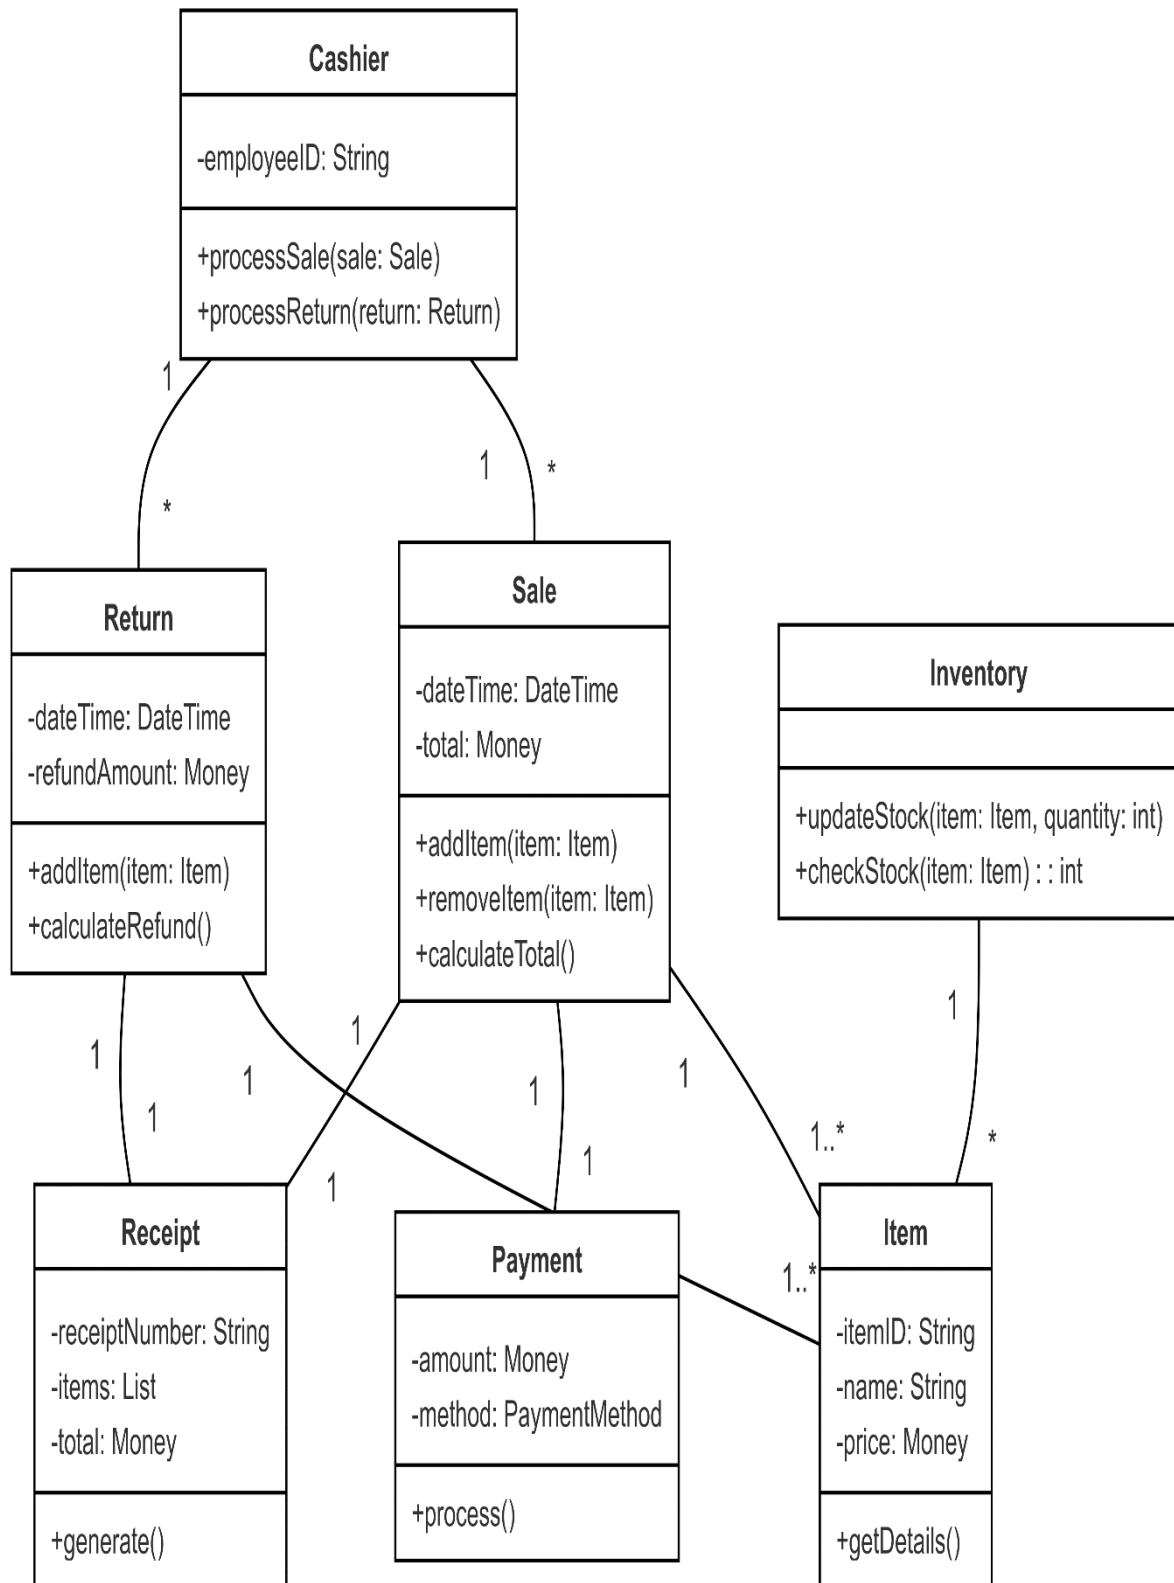 Cashier
-employeeID: String
+processSale(sale: Sale)
+processReturn(return: Return)
1
*
1
*
Return
-dateTime: DateTime
-refundAmount: Money
+addItem(item: Item)
+calculateRefund()
Sale
-dateTime: DateTime
-total: Money
+addItem(item: Item)
+removeItem(item: Item)
+calculateTotal()
Inventory
+updateStock(item: Item, quantity: int)
+checkStock(item: Item) : : int
1
1
1
1
1
1
1
1
1..*
1
*
1..*
Receipt
-receiptNumber: String
-items: List
-total: Money
+generate()
Payment
-amount: Money
-method: PaymentMethod
+process()
Item
-itemID: String
-name: String
-price: Money
+getDetails()